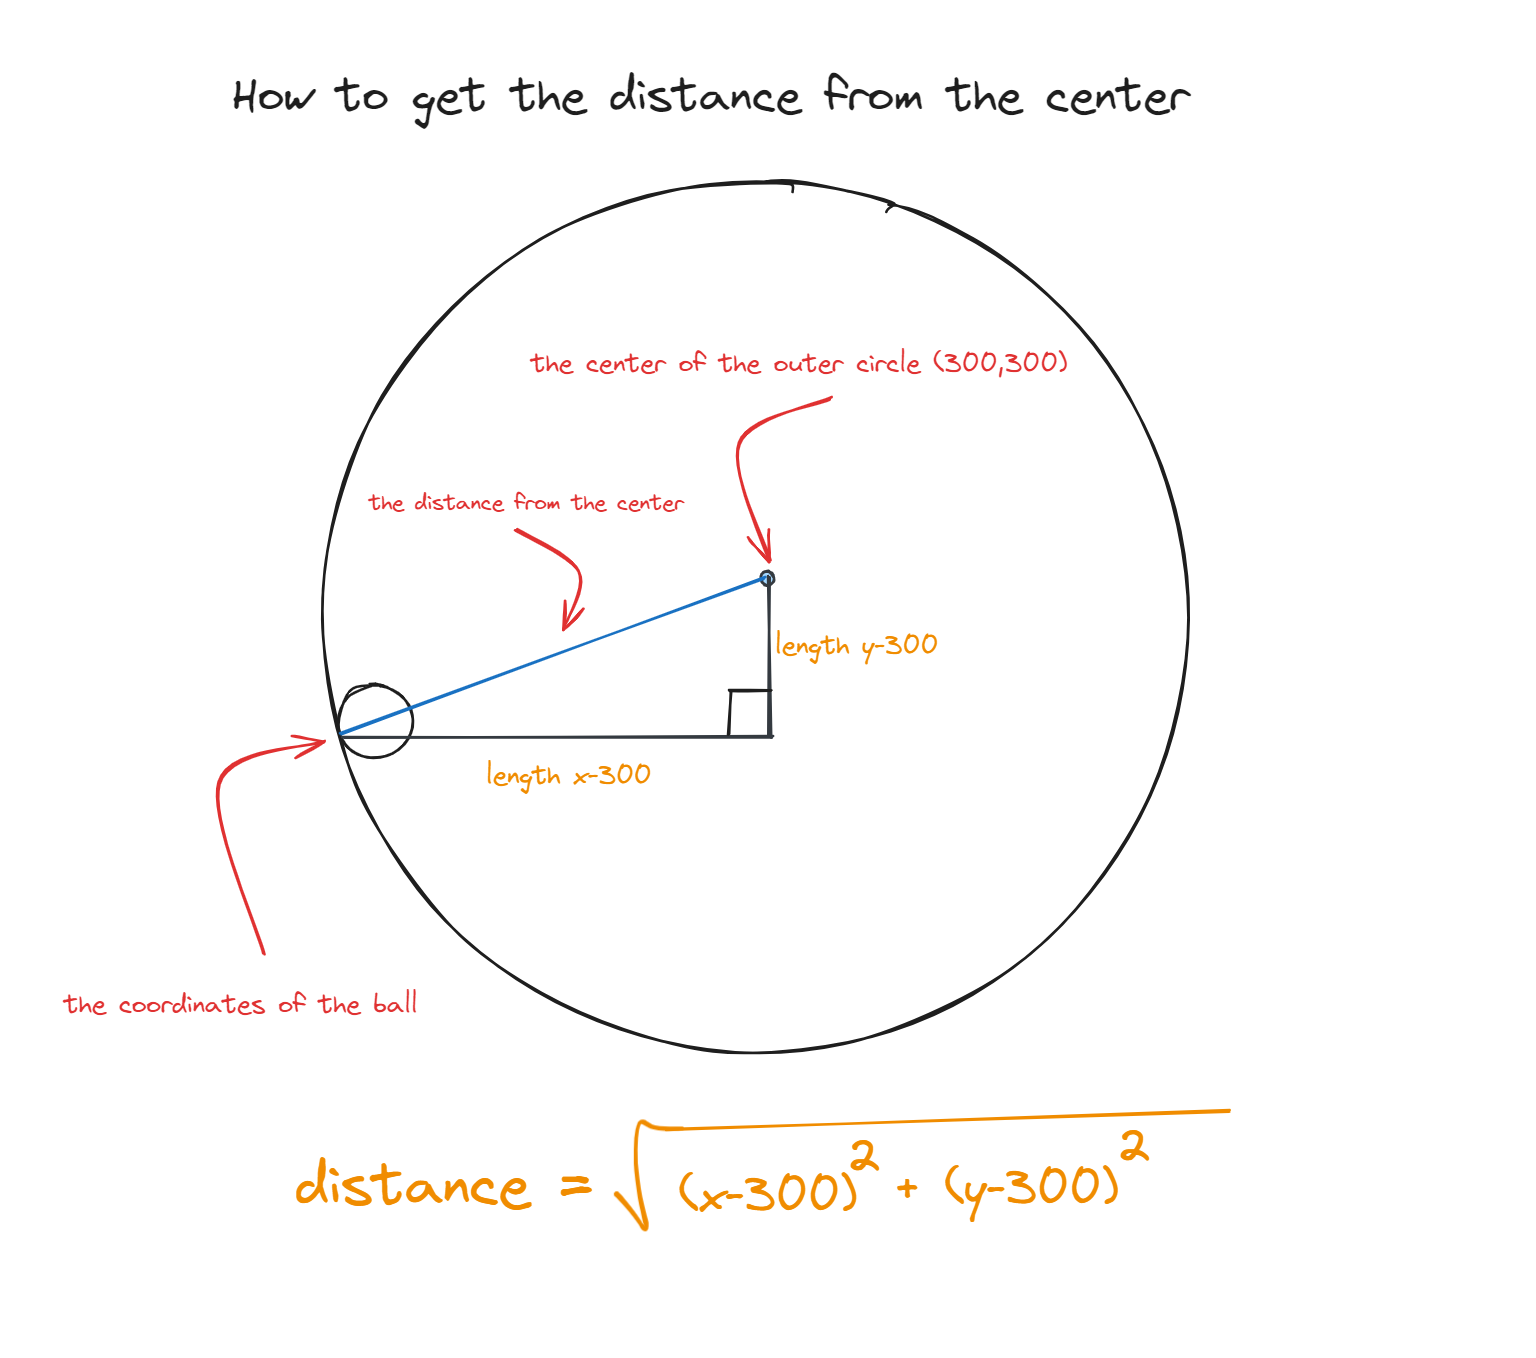 How to get the distance from the center
the center of the outer circle (300,300)
the distance from the center
length y-300
length x-300
the coordinates of the ball
distance = √(x-300)² + (y-300)²